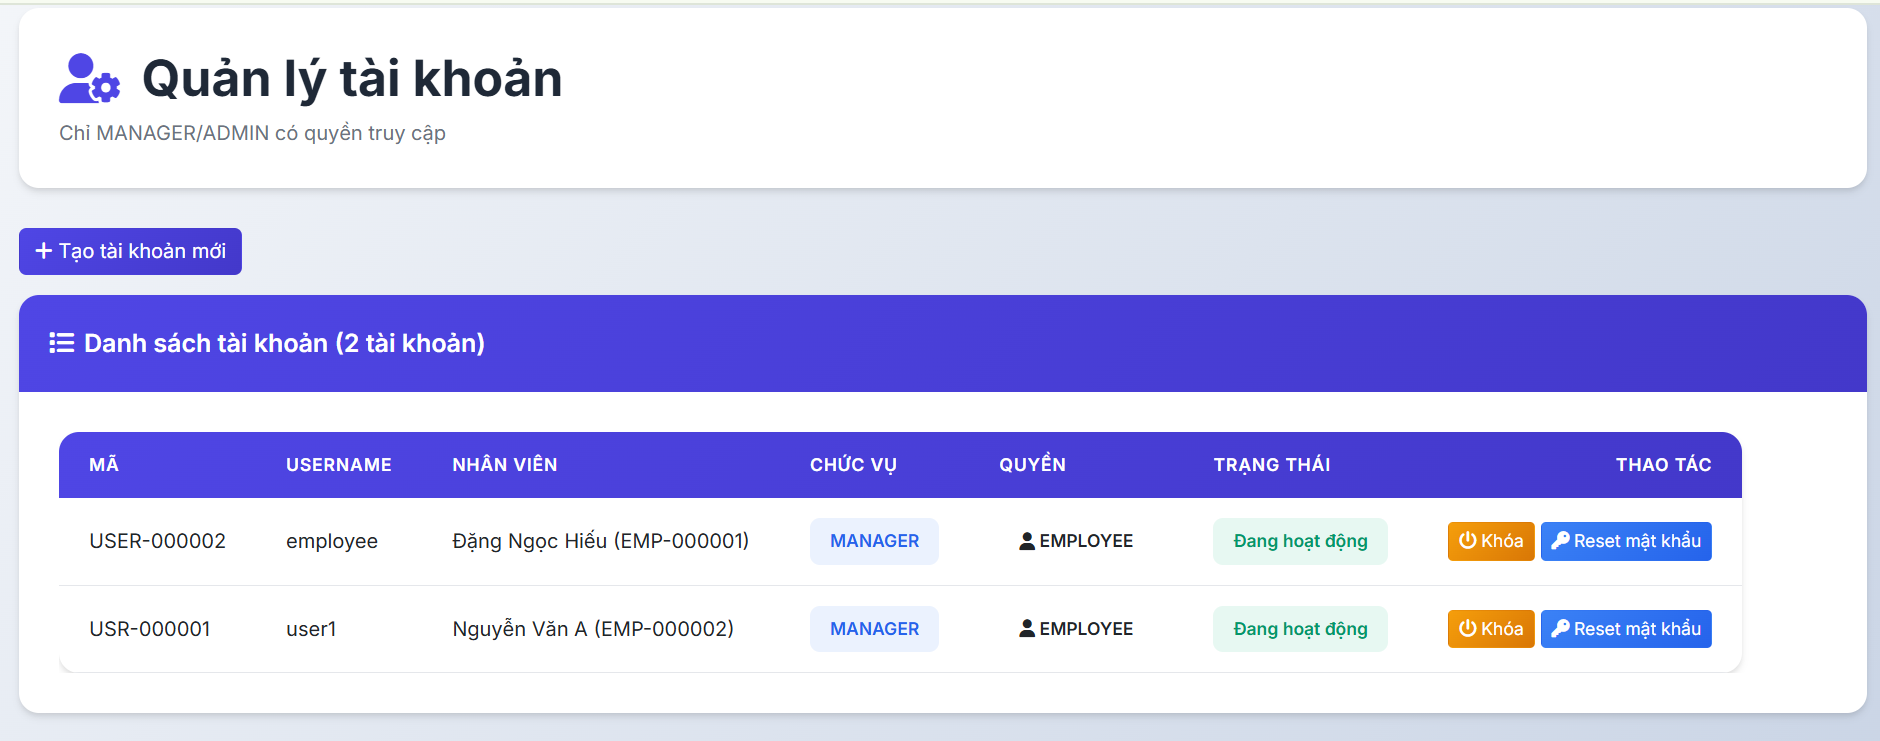 Quản lý tài khoản
Chỉ MANAGER/ADMIN có quyền truy cập
Tạo tài khoản mới
Danh sách tài khoản (2 tài khoản)
MÃ USERNAME NHÂN VIÊN CHỨC VỤ QUYỀN TRẠNG THÁI THAO TÁC
USER-000002 employee Đặng Ngọc Hiếu (EMP-000001) MANAGER EMPLOYEE Đang hoạt động Khóa Reset mật khẩu
USR-000001 user1 Nguyễn Văn A (EMP-000002) MANAGER EMPLOYEE Đang hoạt động Khóa Reset mật khẩu